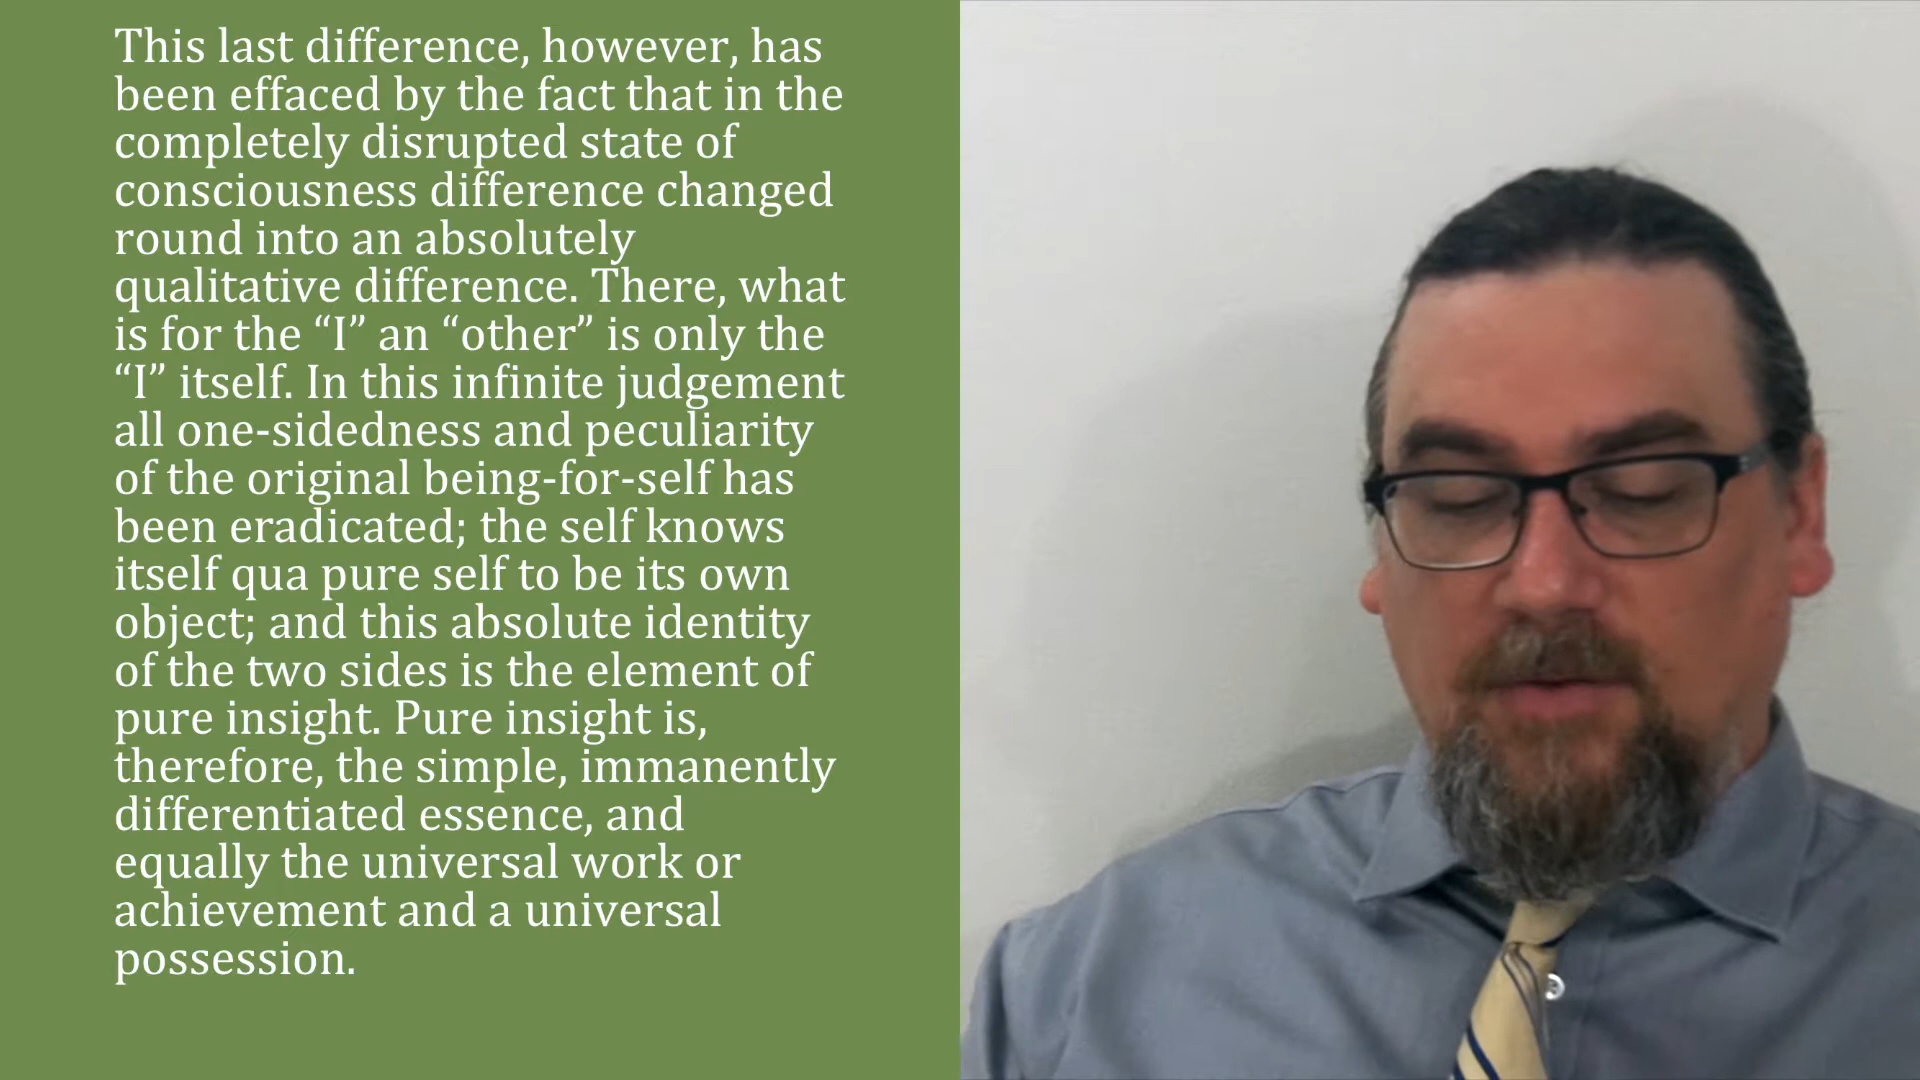 This last difference, however, has
been effaced by the fact that in the
completely disrupted state of
consciousness difference changed
round into an absolutely
qualitative difference. There, what
is for the “I” an “other” is only the
“I” itself. In this infinite judgement
all one-sidedness and peculiarity
of the original being-for-self has
been eradicated; the self knows
itself qua pure self to be its own
object; and this absolute identity
of the two sides is the element of
pure insight. Pure insight is,
therefore, the simple, immanently
differentiated essence, and
equally the universal work or
achievement and a universal
possession.